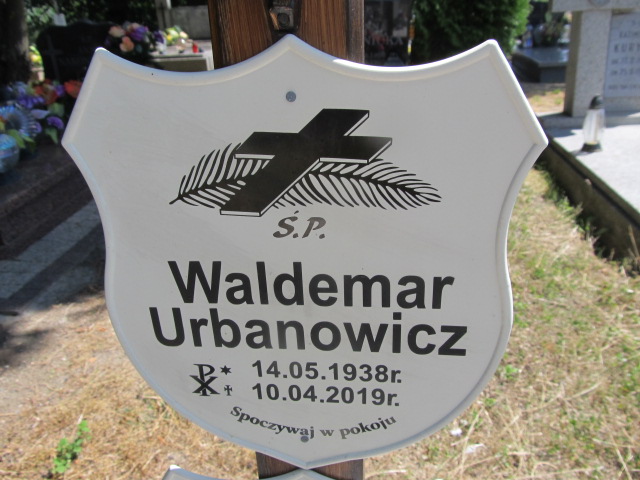 Ś.P.
Waldemar
Urbanowicz
* 14.05.1938r.
✝ 10.04.2019r.
Spoczywaj w pokoju